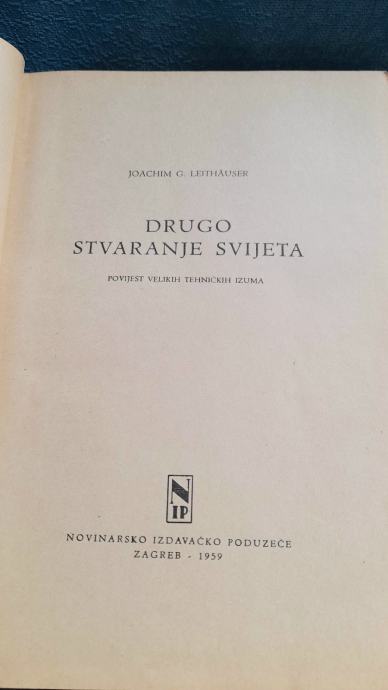 JOACHIM G. LEITHÄUSER
DRUGO
STVARANJE SVIJETA
POVIJEST VELIKIH TEHNIČKIH IZUMA
N
IP
NOVINARSKO IZDAVAČKO PODUZEĆE
ZAGREB - 1959